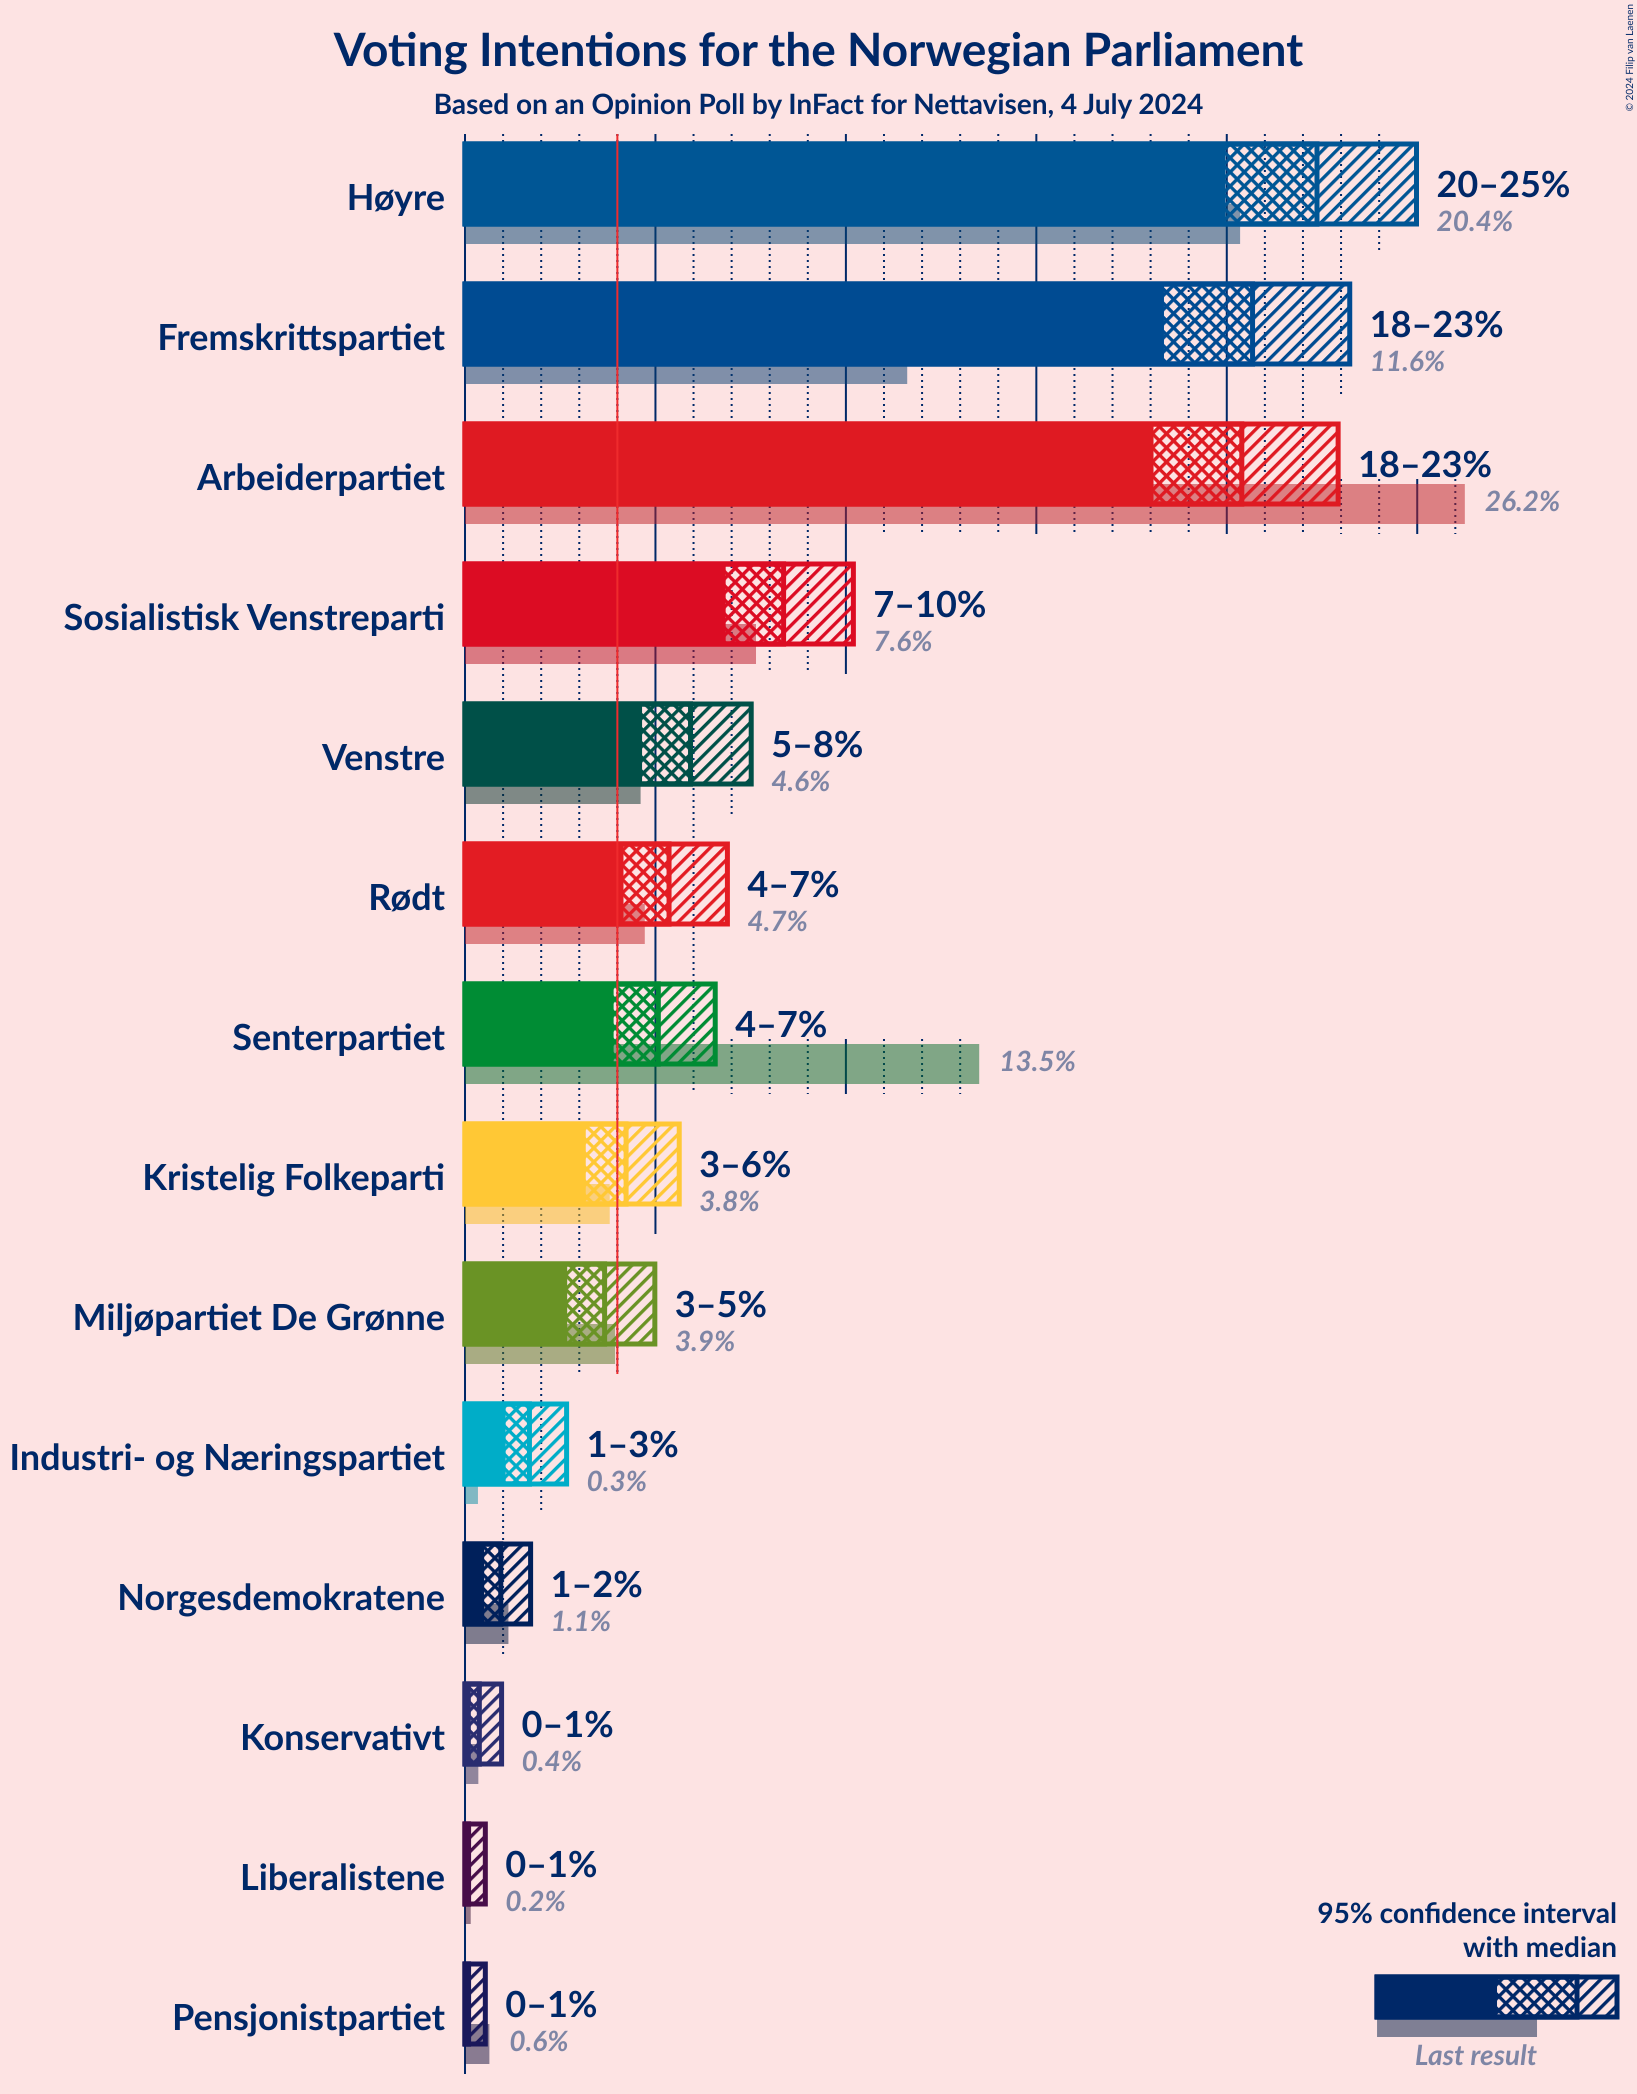 Voting Intentions for the Norwegian Parliament
Based on an Opinion Poll by InFact for Nettavisen, 4 July 2024
© 2024 Filip van Laenen
Høyre
20–25%
20.4%
Fremskrittspartiet
18–23%
11.6%
Arbeiderpartiet
18–23%
26.2%
Sosialistisk Venstreparti
7–10%
7.6%
Venstre
5–8%
4.6%
Rødt
4–7%
4.7%
Senterpartiet
4–7%
13.5%
Kristelig Folkeparti
3–6%
3.8%
Miljøpartiet De Grønne
3–5%
3.9%
Industri- og Næringspartiet
1–3%
0.3%
Norgesdemokratene
1–2%
1.1%
Konservativt
0–1%
0.4%
Liberalistene
0–1%
0.2%
Pensjonistpartiet
0–1%
0.6%
95% confidence interval
with median
Last result